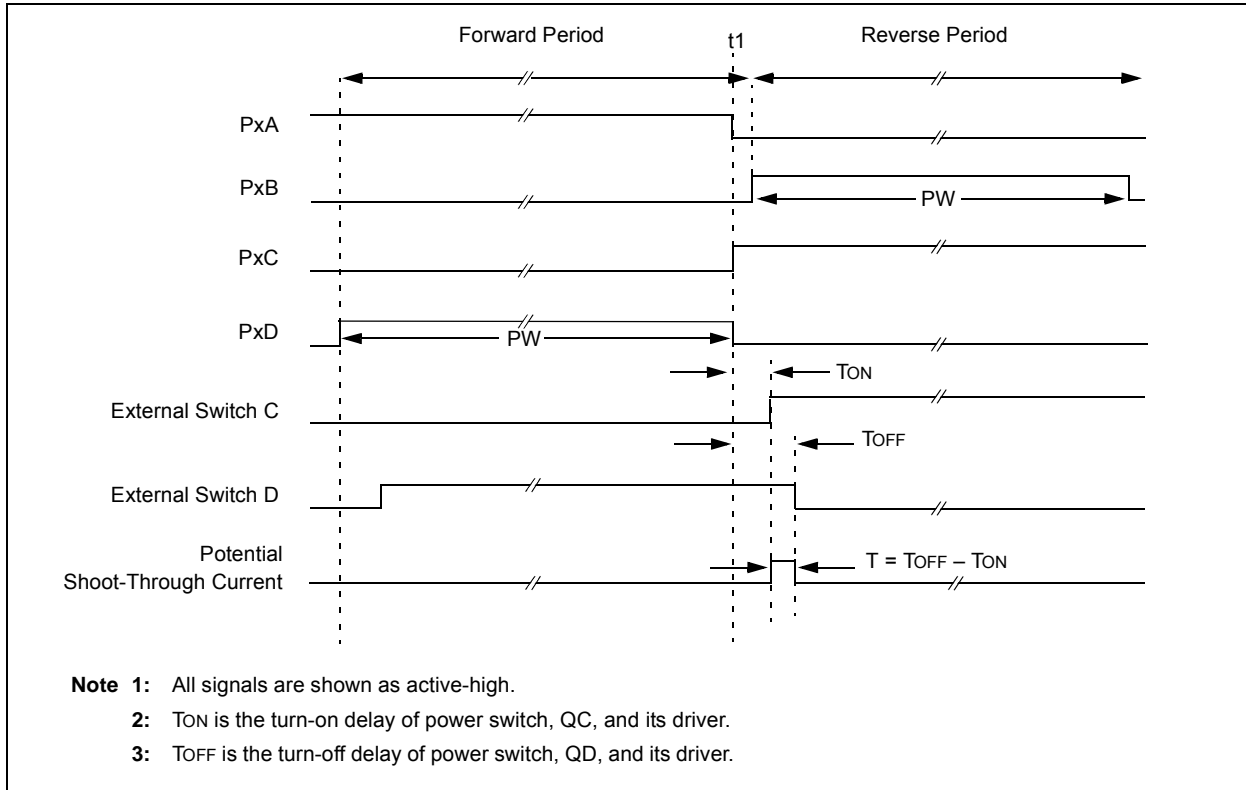 Forward Period
t1
Reverse Period
PxA
PxB
PW
PxC
PxD
PW
TON
External Switch C
TOFF
External Switch D
Potential
Shoot-Through Current
T = TOFF – TON
Note 1: All signals are shown as active-high.
2: TON is the turn-on delay of power switch, QC, and its driver.
3: TOFF is the turn-off delay of power switch, QD, and its driver.